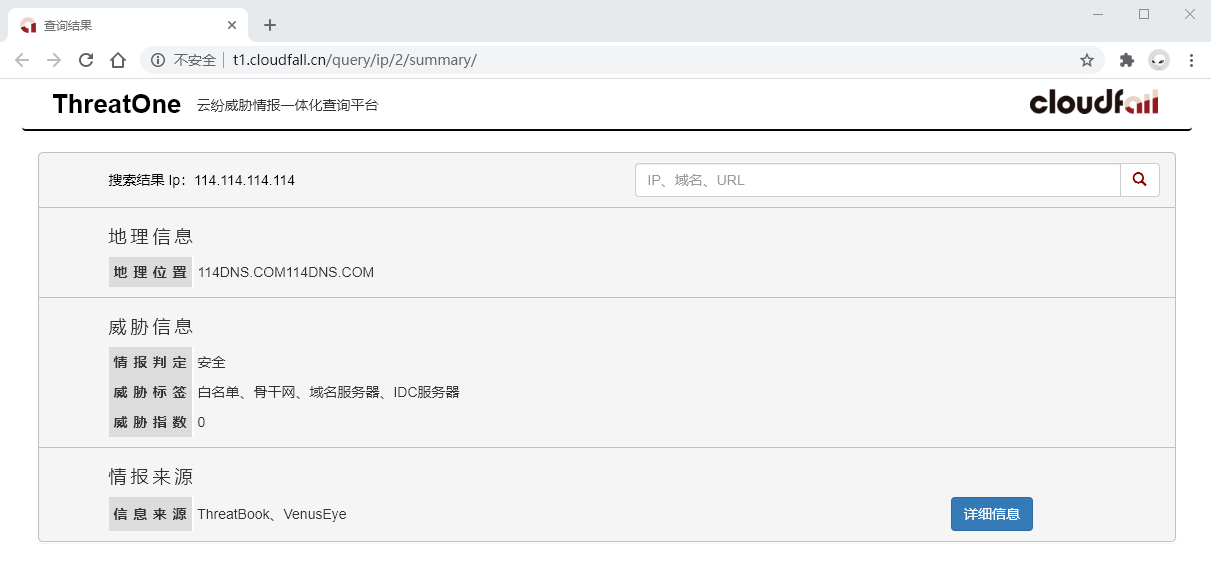 查询结果
不安全 t1.cloudfall.cn/query/ip/2/summary/
ThreatOne 云纷威胁情报一体化查询平台 cloudfall
搜索结果 Ip：114.114.114.114 IP、域名、URL
地理信息
地理位置 114DNS.COM114DNS.COM
威胁信息
情报判定 安全
威胁标签 白名单、骨干网、域名服务器、IDC服务器
威胁指数 0
情报来源
信息来源 ThreatBook、VenusEye 详细信息